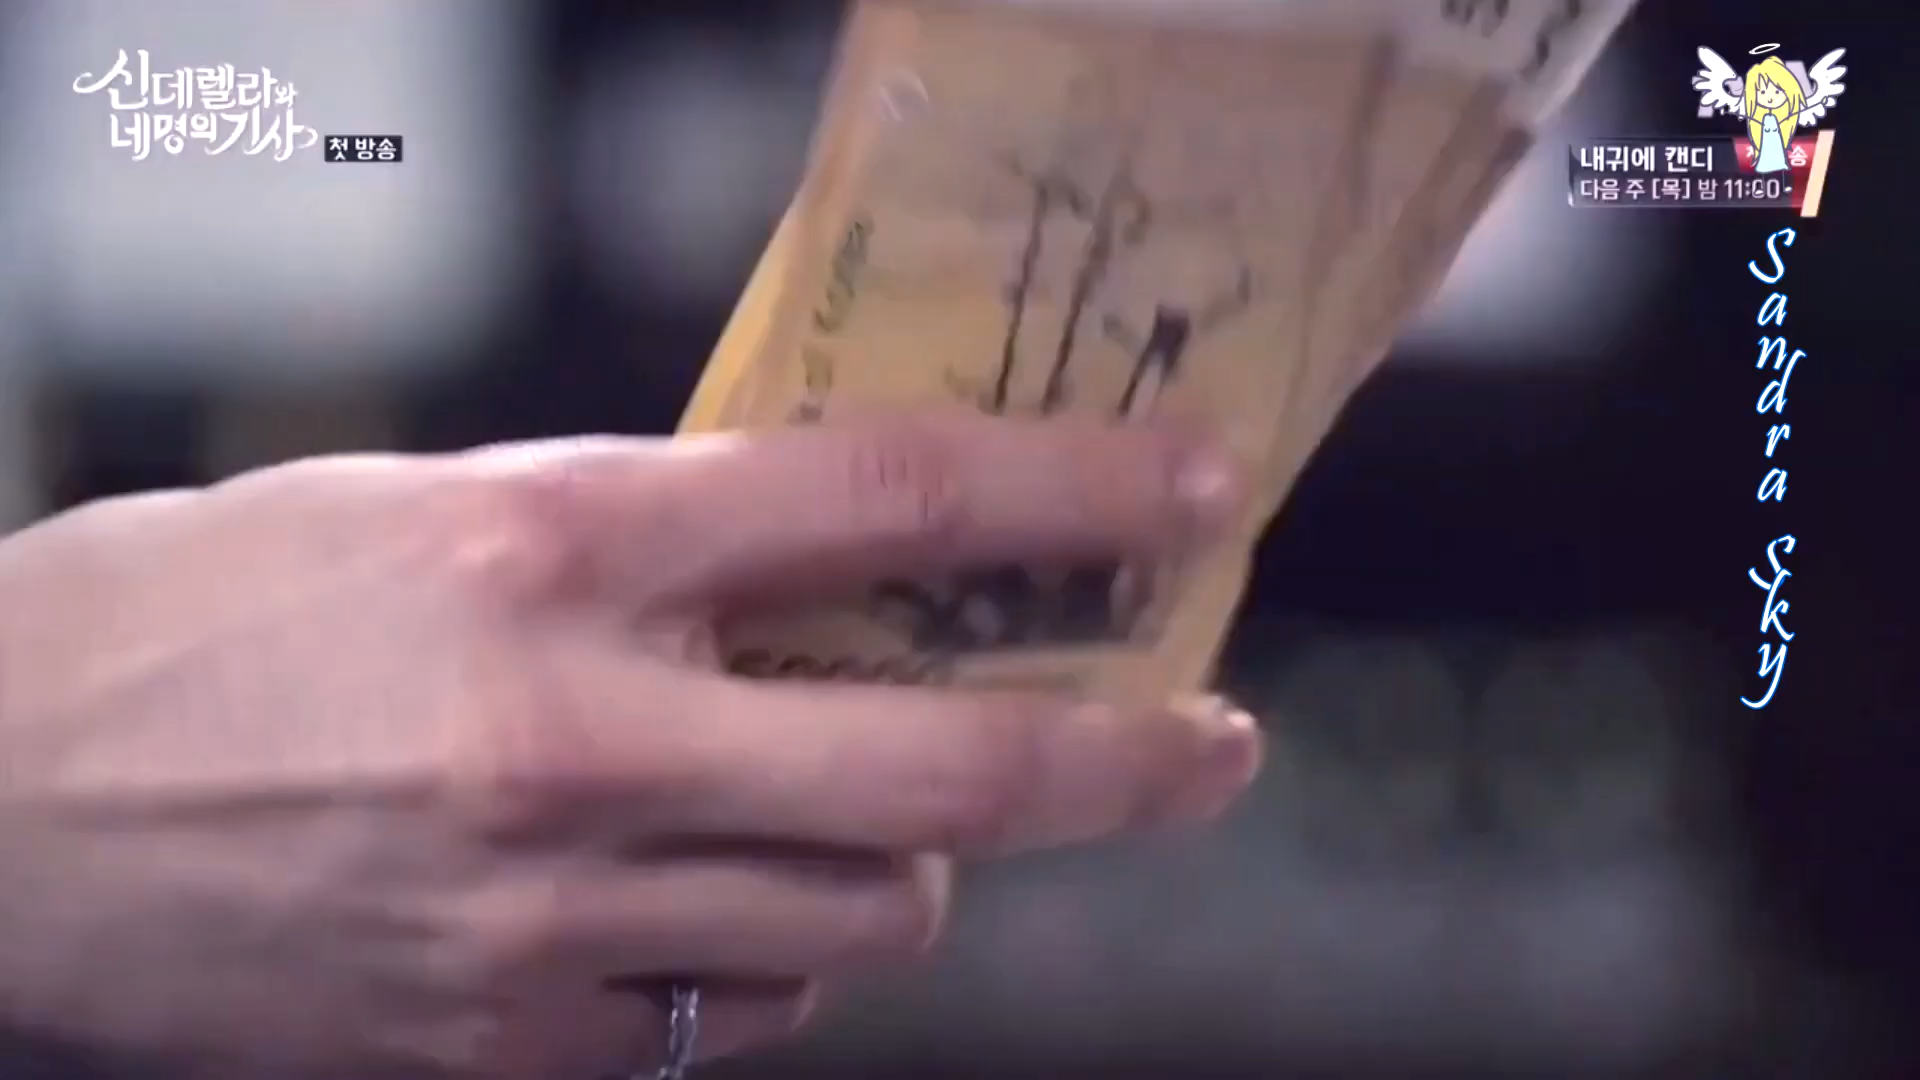 신데렐라와
네명의기사
첫 방송
내귀에 캔디
다음 주 [목] 밤 11:00
Sandra Sky